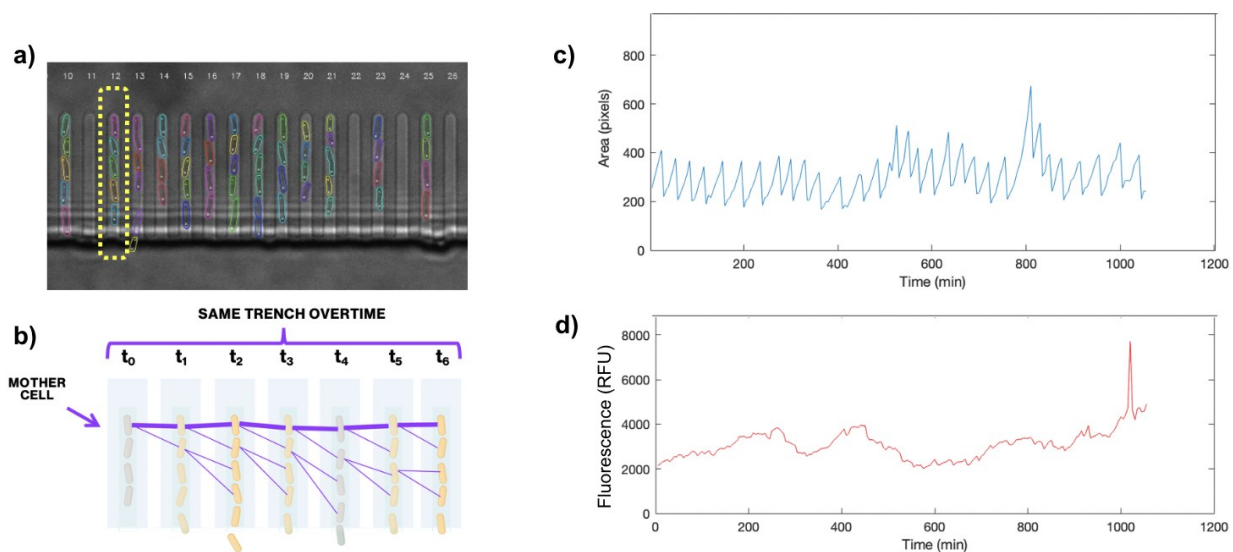 a)
10 11 12 13 14 15 16 17 18 19 20 21 22 23 24 25 26
b)
SAME TRENCH OVERTIME
t0 t1 t2 t3 t4 t5 t6
MOTHER
CELL
c)
800
600
400
200
0
Area (pixels)
200 400 600 800 1000 1200
Time (min)
d)
8000
6000
4000
2000
0
Fluorescence (RFU)
0 200 400 600 800 1000 1200
Time (min)